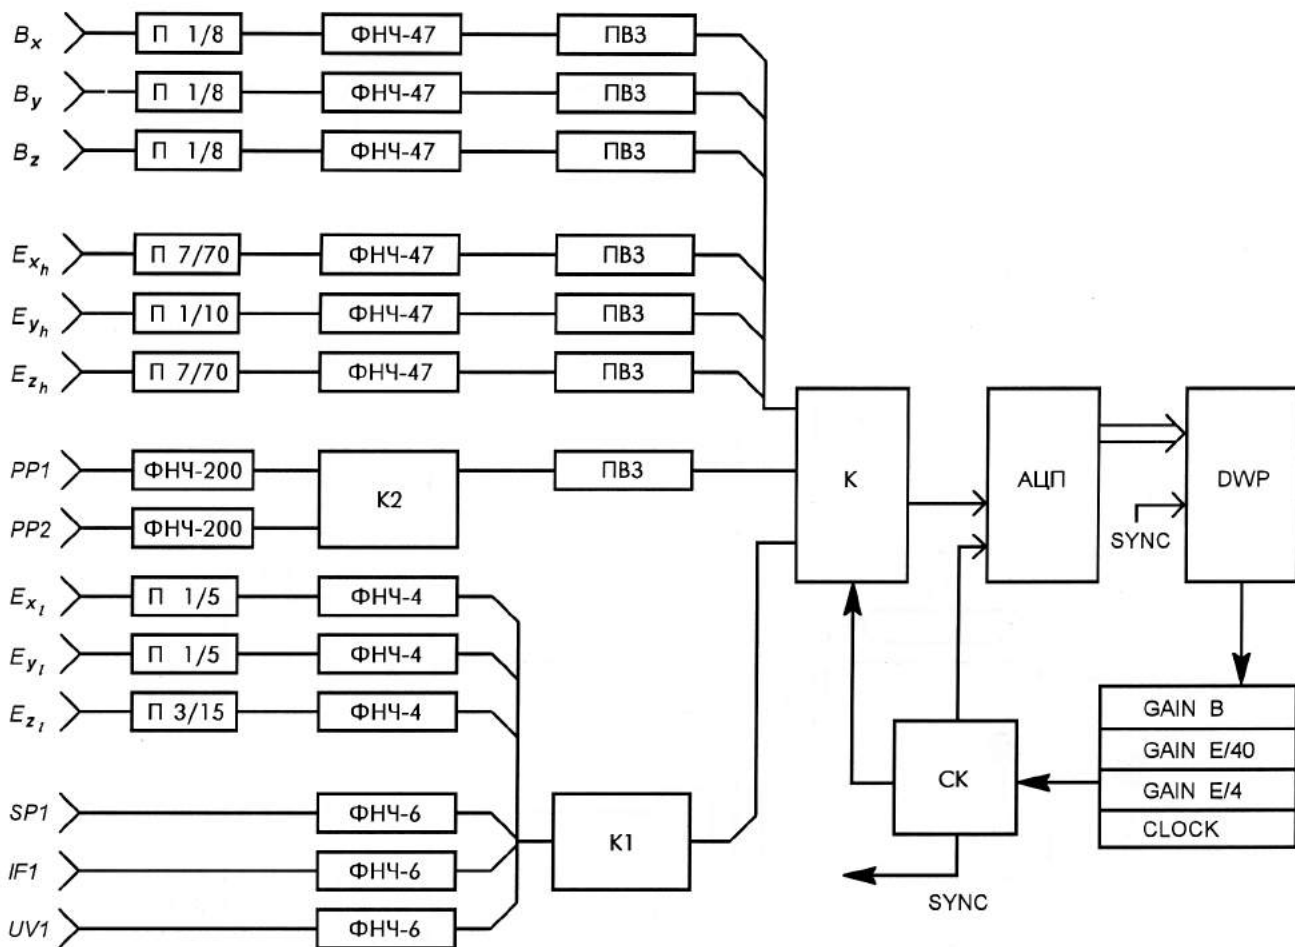 Bx П 1/8 ФНЧ-47 ПВЗ
By П 1/8 ФНЧ-47 ПВЗ
Bz П 1/8 ФНЧ-47 ПВЗ
Exh П 7/70 ФНЧ-47 ПВЗ
Eyh П 1/10 ФНЧ-47 ПВЗ
Ezh П 7/70 ФНЧ-47 ПВЗ
PP1 ФНЧ-200 К2 ПВЗ К АЦП DWP
PP2 ФНЧ-200
SYNC
Exl П 1/5 ФНЧ-4
Eyl П 1/5 ФНЧ-4
Ezl П 3/15 ФНЧ-4
GAIN B
GAIN E/40
СК
GAIN E/4
CLOCK
SP1 ФНЧ-6
К1
IF1 ФНЧ-6
SYNC
UV1 ФНЧ-6